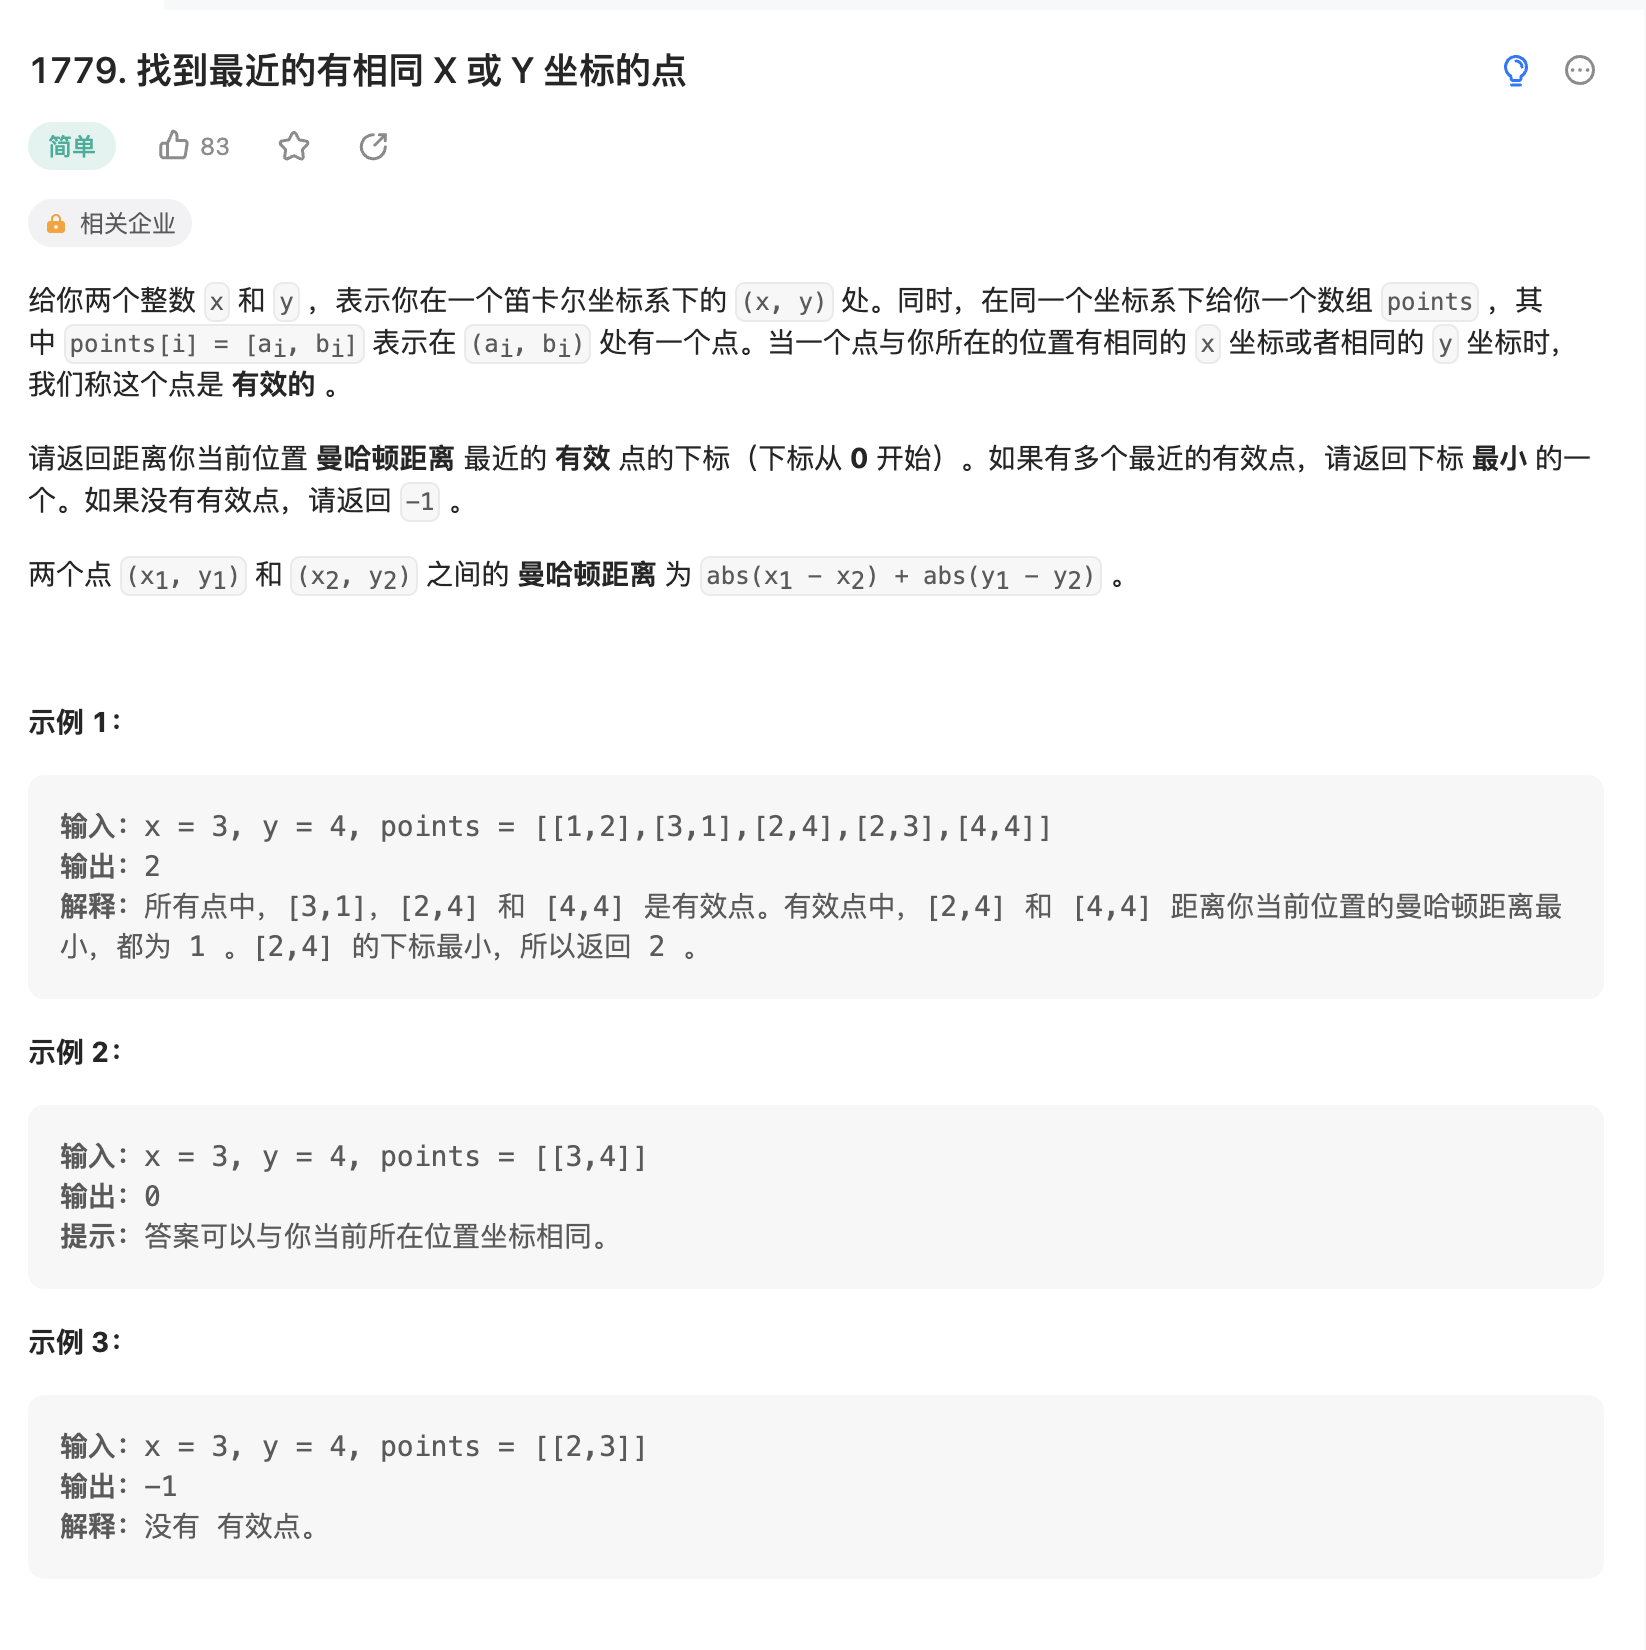 1779. 找到最近的有相同 X 或 Y 坐标的点
简单 83
相关企业
给你两个整数 x 和 y ，表示你在一个笛卡尔坐标系下的 (x, y) 处。同时，在同一个坐标系下给你一个数组 points ，其
中 points[i] = [ai, bi] 表示在 (ai, bi) 处有一个点。当一个点与你所在的位置有相同的 x 坐标或者相同的 y 坐标时，
我们称这个点是 有效的 。
请返回距离你当前位置 曼哈顿距离 最近的 有效 点的下标（下标从 0 开始）。如果有多个最近的有效点，请返回下标 最小 的一
个。如果没有有效点，请返回 -1 。
两个点 (x1, y1) 和 (x2, y2) 之间的 曼哈顿距离 为 abs(x1 - x2) + abs(y1 - y2) 。
示例 1：
输入：x = 3, y = 4, points = [[1,2],[3,1],[2,4],[2,3],[4,4]]
输出：2
解释：所有点中，[3,1]，[2,4] 和 [4,4] 是有效点。有效点中，[2,4] 和 [4,4] 距离你当前位置的曼哈顿距离最
小，都为 1 。[2,4] 的下标最小，所以返回 2 。
示例 2：
输入：x = 3, y = 4, points = [[3,4]]
输出：0
提示：答案可以与你当前所在位置坐标相同。
示例 3：
输入：x = 3, y = 4, points = [[2,3]]
输出：-1
解释：没有 有效点。